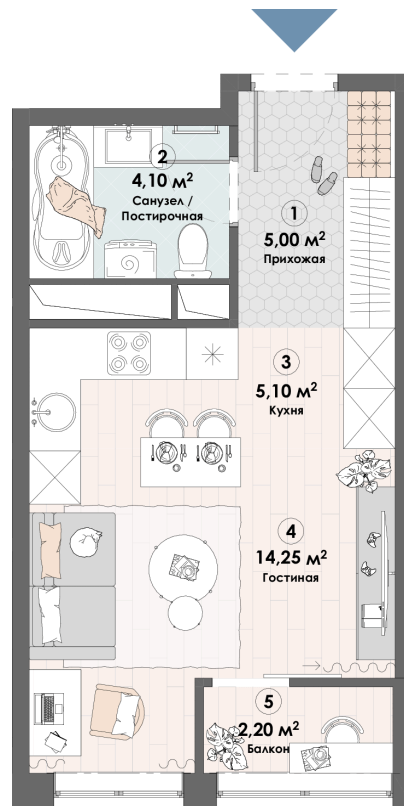 2
4,10 м²
Санузел /
Постирочная
1
5,00 м²
Прихожая
3
5,10 м²
Кухня
4
14,25 м²
Гостиная
5
2,20 м²
Балкон